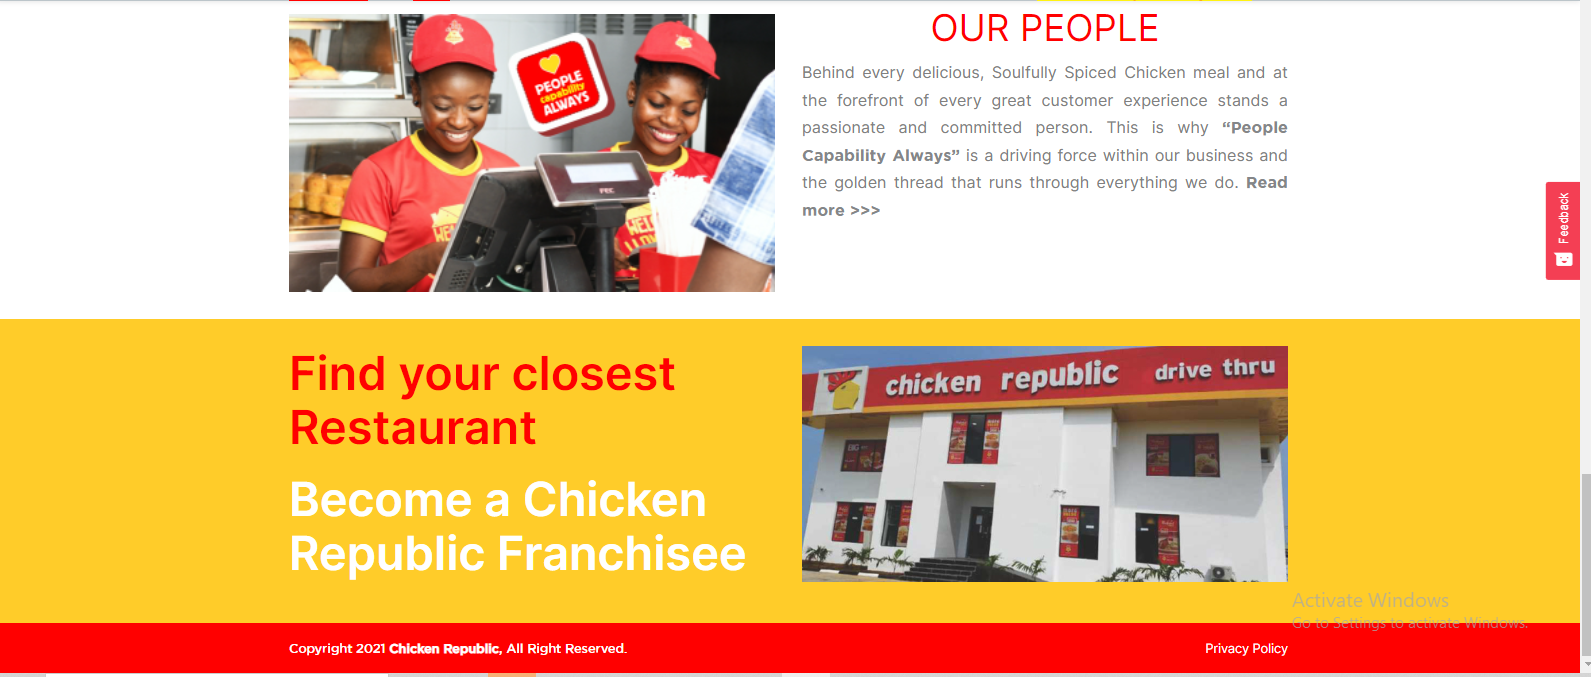 OUR PEOPLE
PEOPLE
capability
ALWAYS
FEC
Behind every delicious, Soulfully Spiced Chicken meal and at
the forefront of every great customer experience stands a
passionate and committed person. This is why “People
Capability Always” is a driving force within our business and
the golden thread that runs through everything we do. Read
more >>>
Feedback
Find your closest
Restaurant
Become a Chicken
Republic Franchisee
chicken republic drive thru
BIG
Activate Windows
Go to Settings to activate Windows.
Copyright 2021 Chicken Republic, All Right Reserved.
Privacy Policy